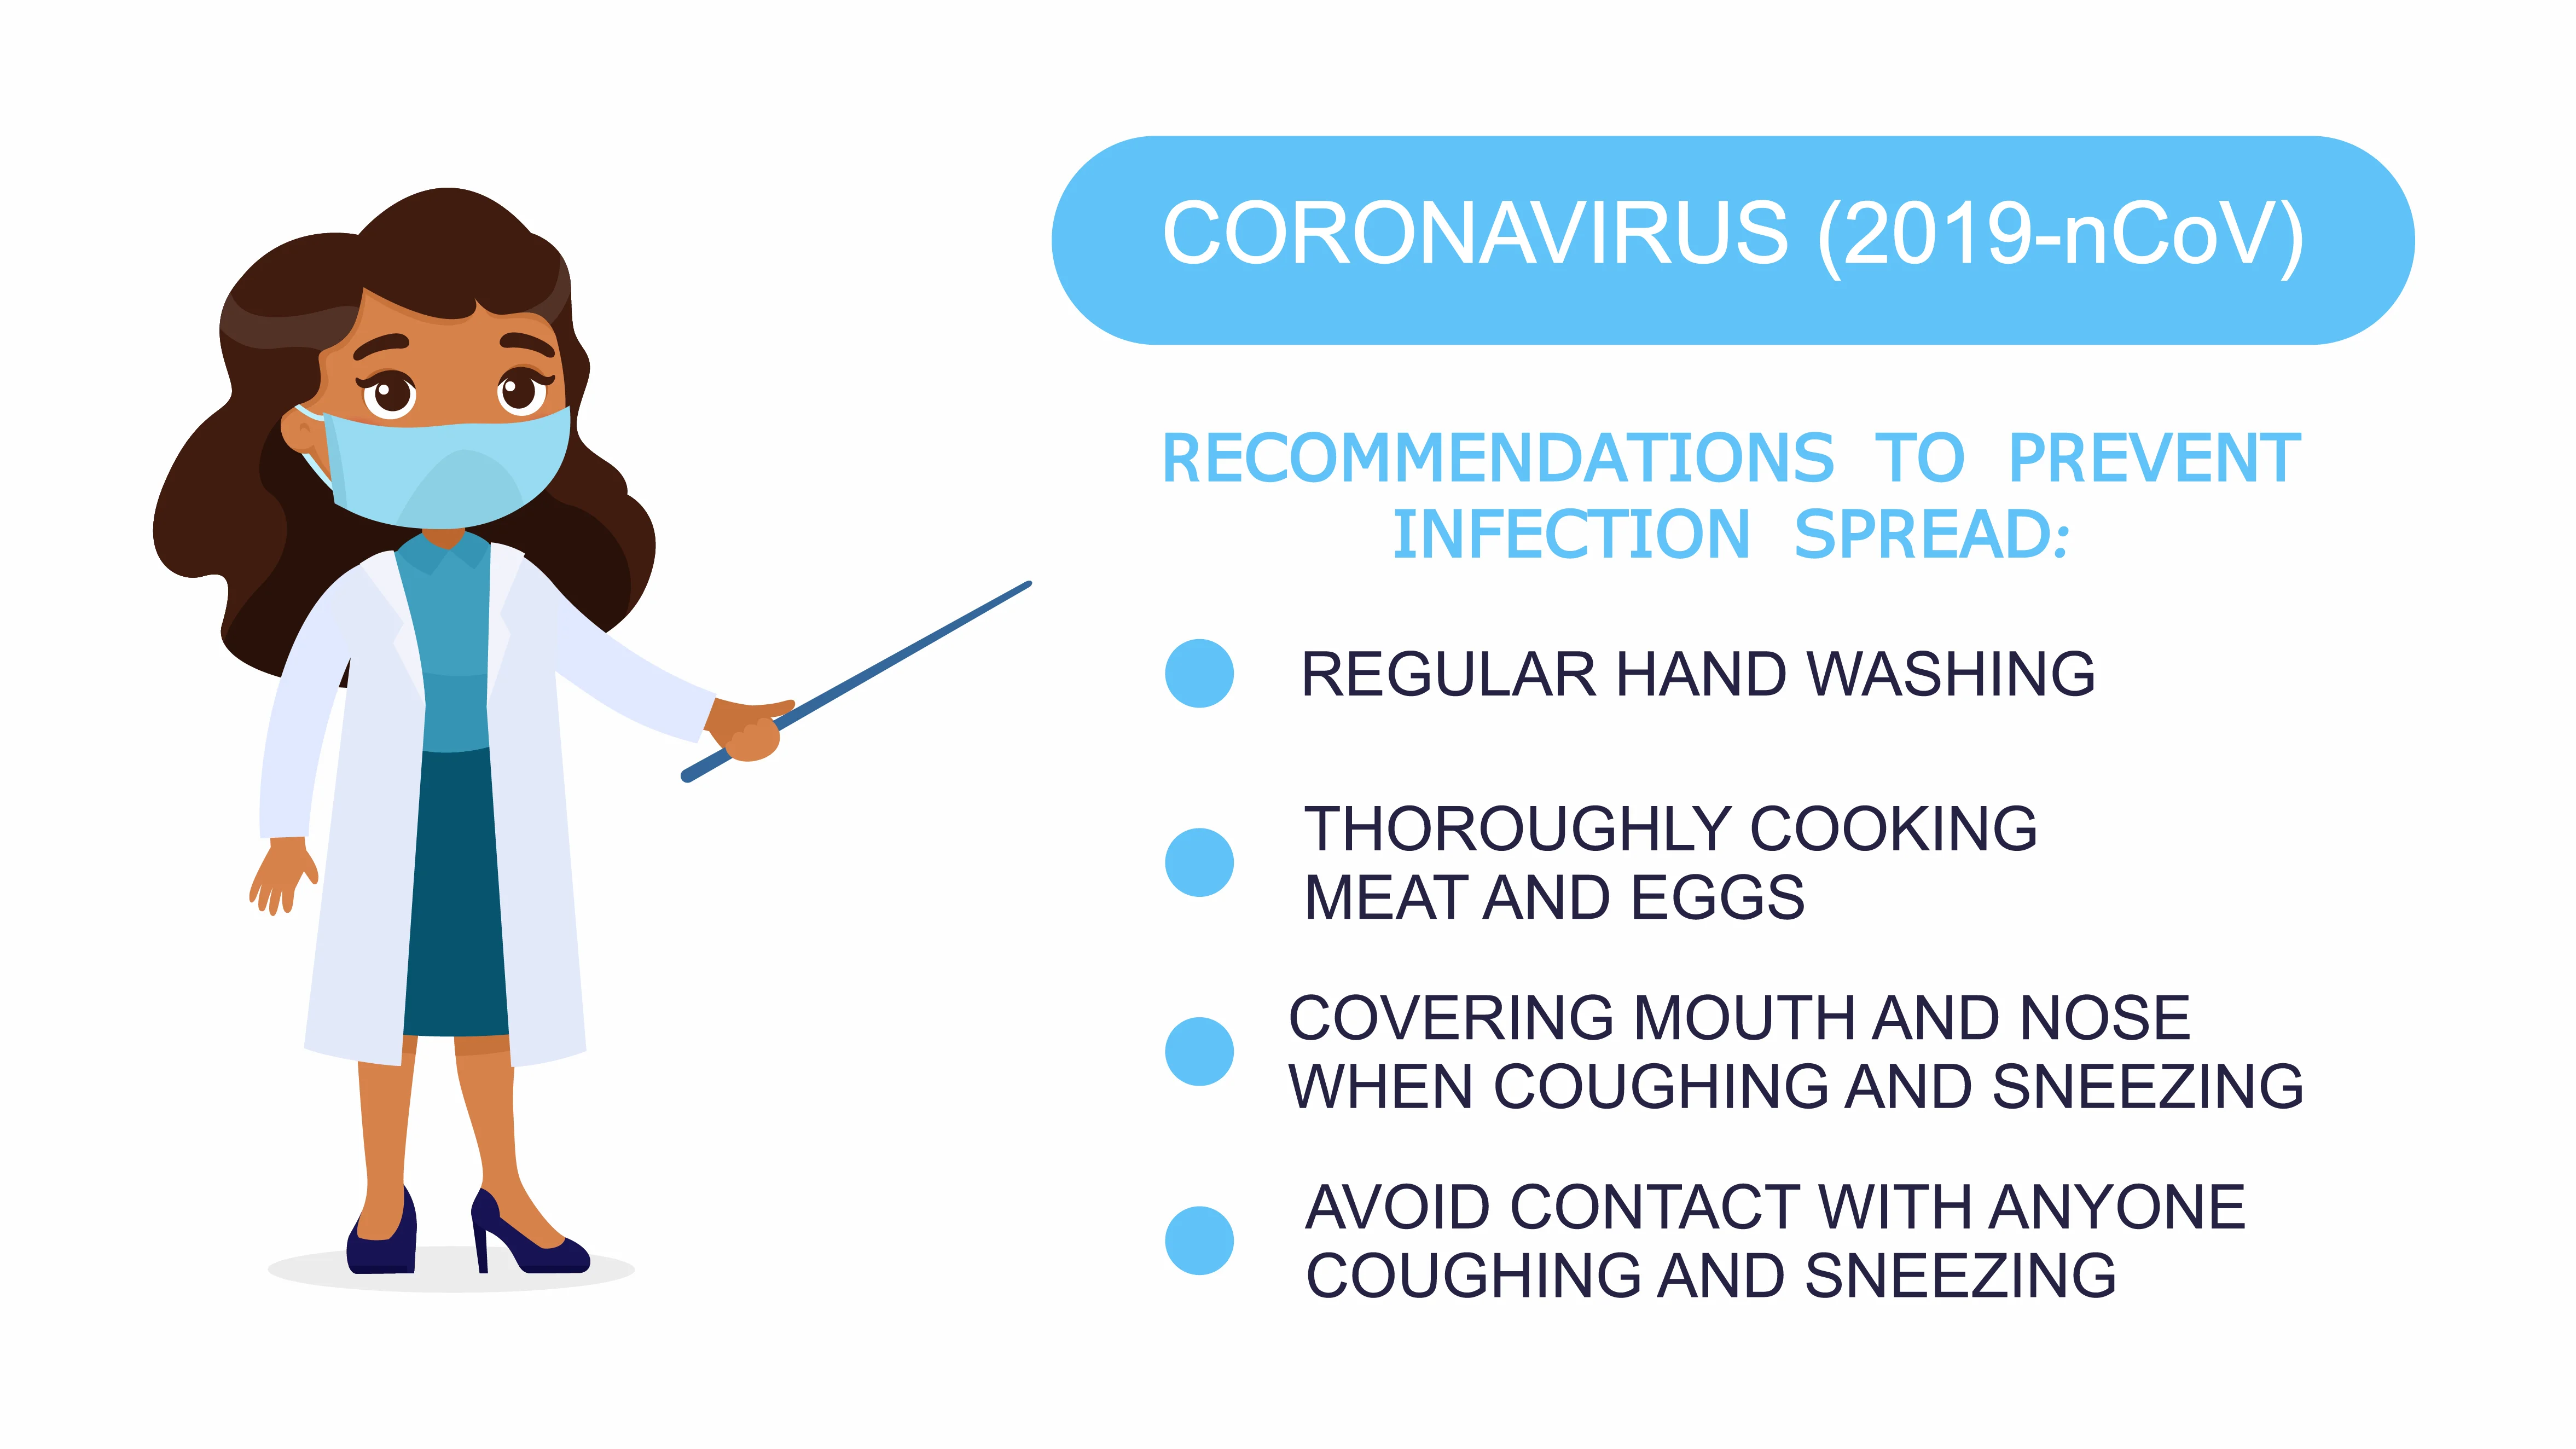 CORONAVIRUS (2019-nCoV)
RECOMMENDATIONS TO PREVENT
INFECTION SPREAD:
REGULAR HAND WASHING
THOROUGHLY COOKING
MEAT AND EGGS
COVERING MOUTH AND NOSE
WHEN COUGHING AND SNEEZING
AVOID CONTACT WITH ANYONE
COUGHING AND SNEEZING